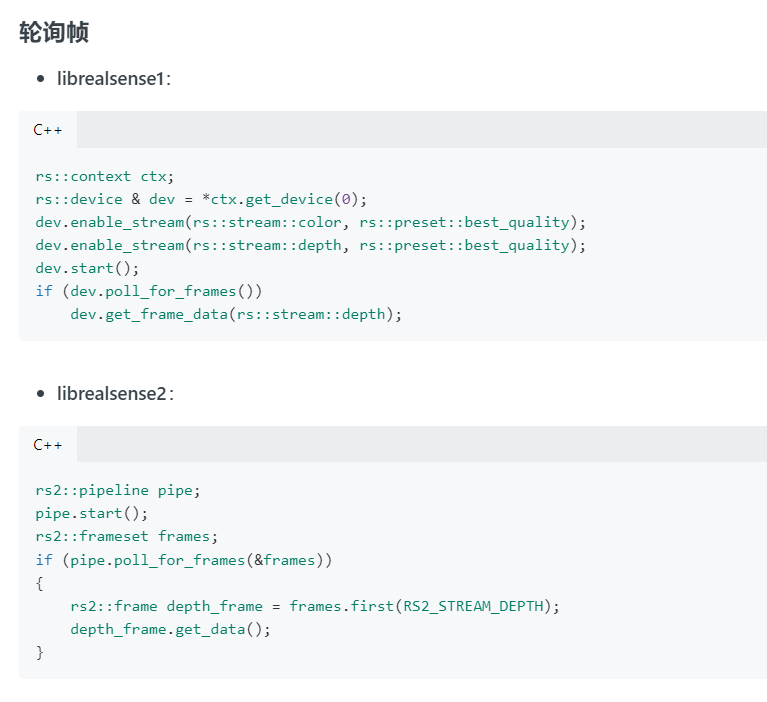 轮询帧
• librealsense1：
C++
rs::context ctx;
rs::device & dev = *ctx.get_device(0);
dev.enable_stream(rs::stream::color, rs::preset::best_quality);
dev.enable_stream(rs::stream::depth, rs::preset::best_quality);
dev.start();
if (dev.poll_for_frames())
    dev.get_frame_data(rs::stream::depth);
• librealsense2：
C++
rs2::pipeline pipe;
pipe.start();
rs2::frameset frames;
if (pipe.poll_for_frames(&frames))
{
    rs2::frame depth_frame = frames.first(RS2_STREAM_DEPTH);
    depth_frame.get_data();
}